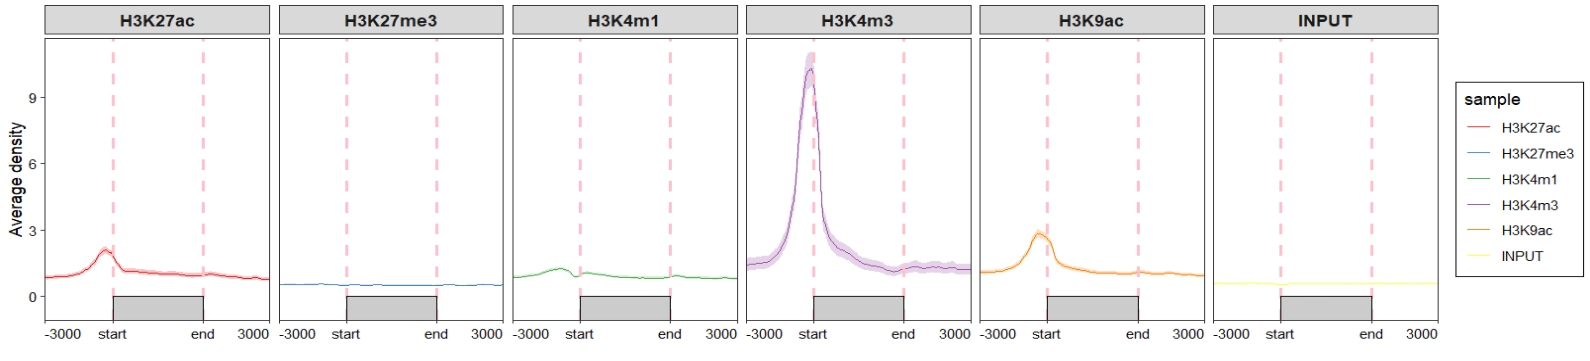 H3K27ac H3K27me3 H3K4m1 H3K4m3 H3K9ac INPUT
Average density
9
6
3
0
-3000 start end 3000 -3000 start end 3000 -3000 start end 3000 -3000 start end 3000 -3000 start end 3000 -3000 start end 3000
sample
H3K27ac
H3K27me3
H3K4m1
H3K4m3
H3K9ac
INPUT